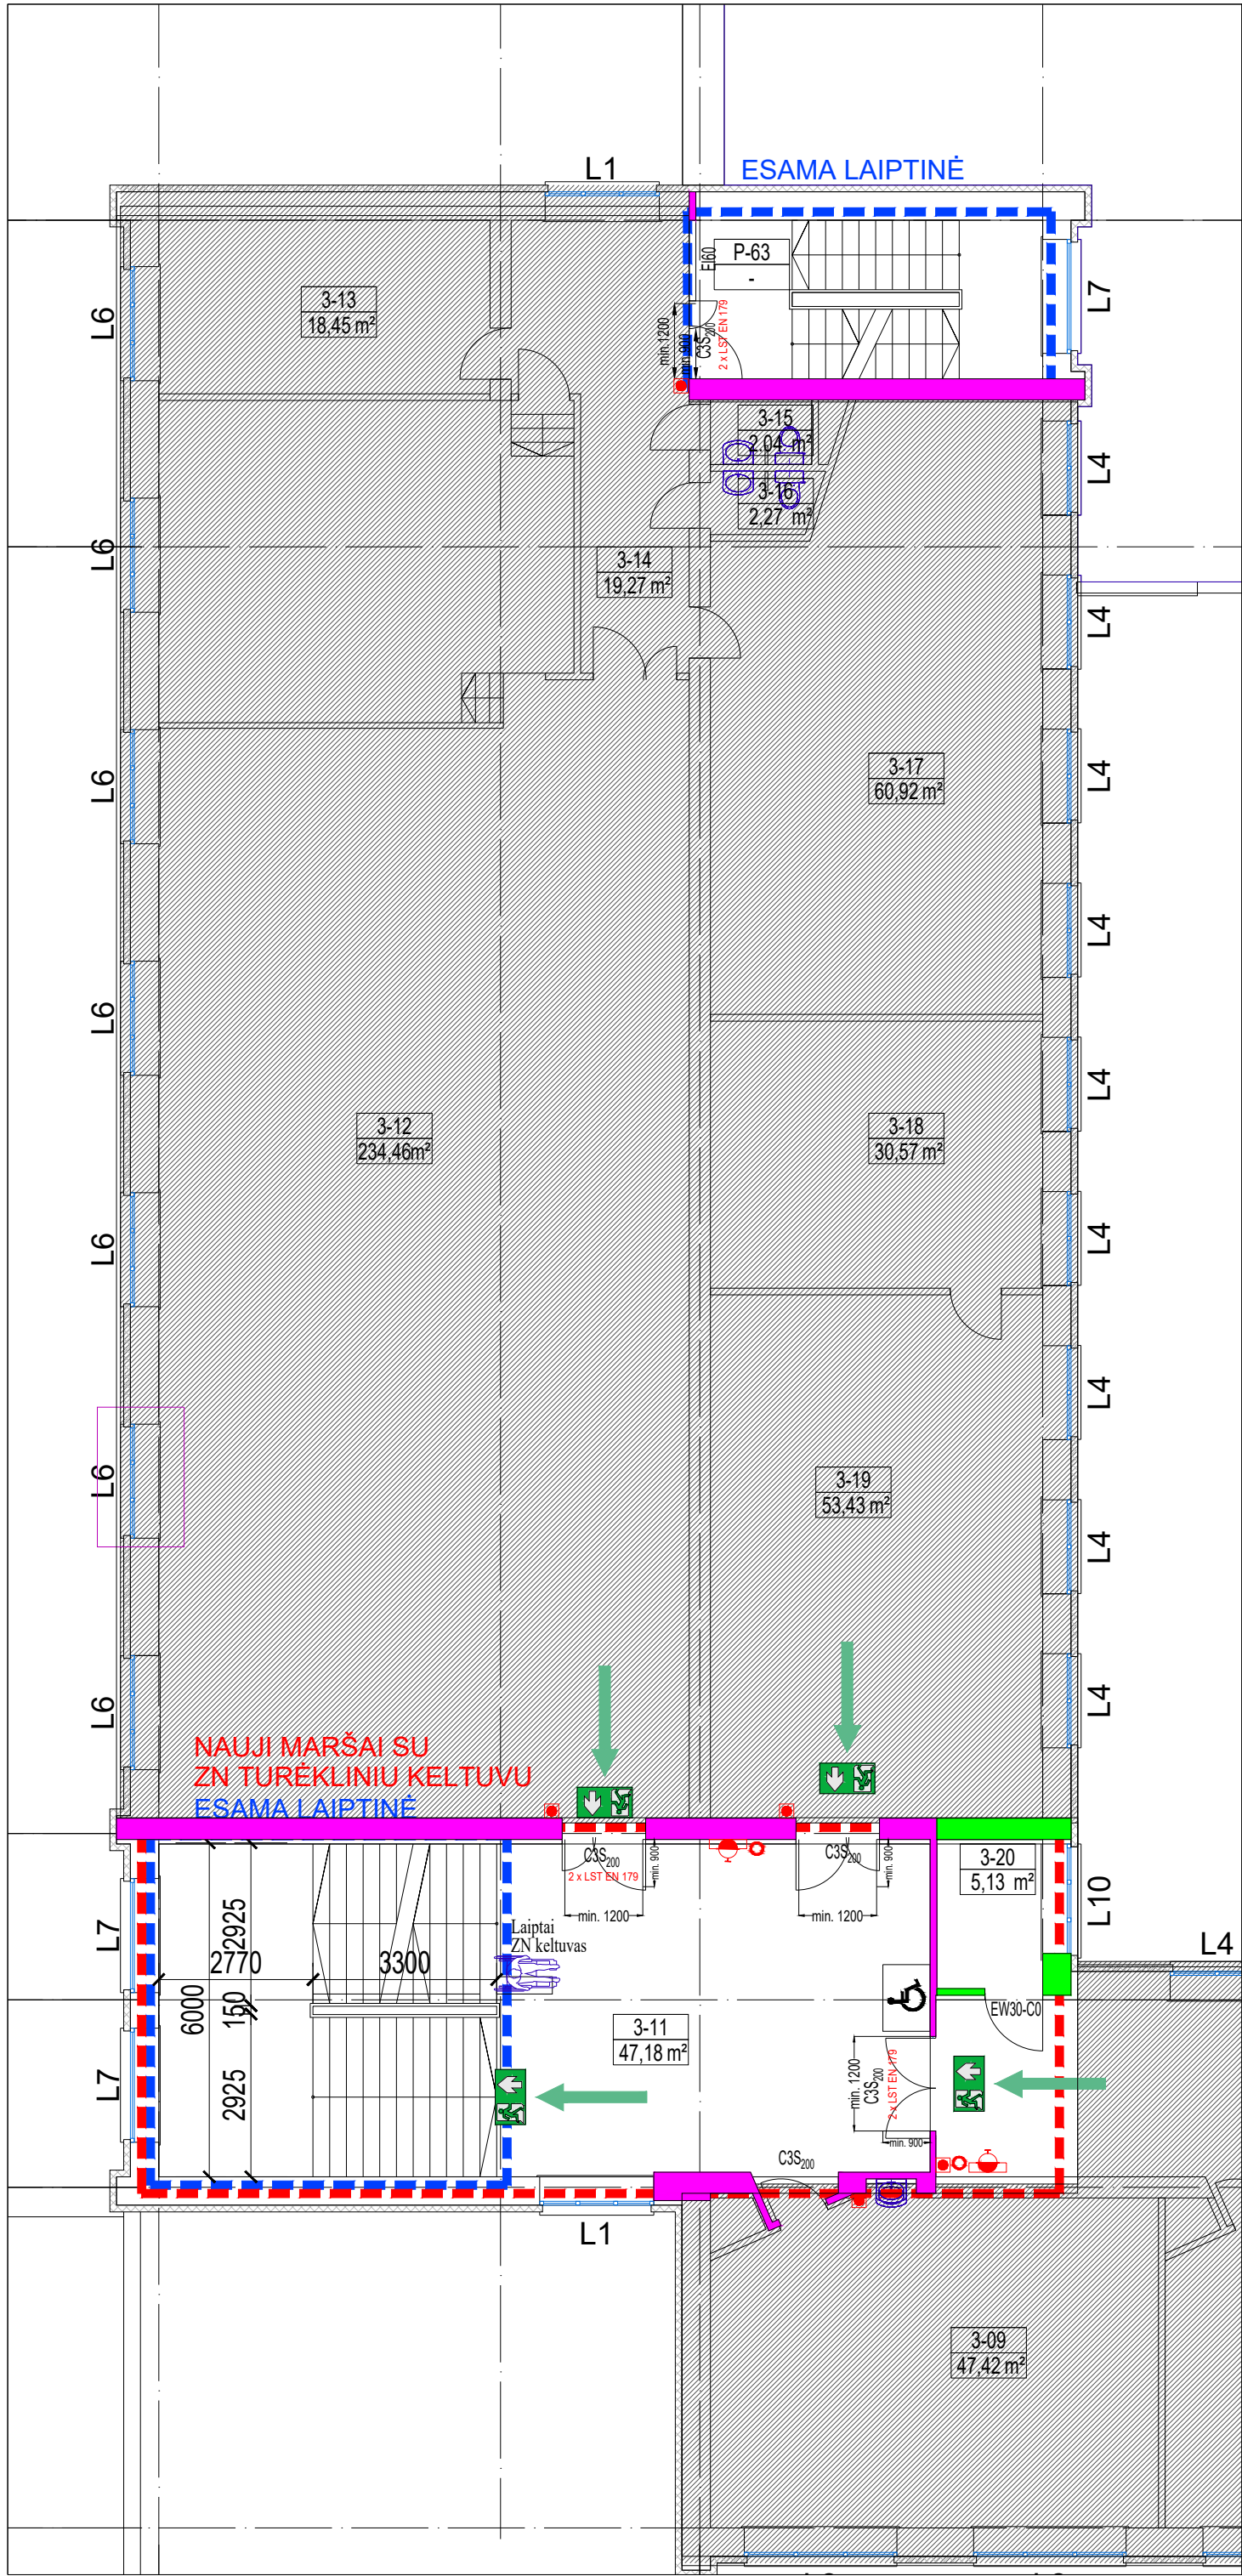 L1
ESAMA LAIPTINĖ
EI60
P-63
-
3-13
18,45 m²
L6
L7
min.1200
min. 900
C3S200
2 x LST EN 179
3-15
2.04 m²
L4
3-16
2,27 m²
L6
3-14
19,27 m²
L4
3-17
60,92 m²
L6
L4
L4
L6
L4
3-12
234,46m²
3-18
30,57 m²
L6
L4
L4
3-19
53,43 m²
L6
L4
L6
L4
NAUJI MARŠAI SU
ZN TURĖKLINIU KELTUVU
ESAMA LAIPTINĖ
C3S200
2 x LST EN 179
min. 900
min. 1200
C3S200
min. 900
min. 1200
3-20
5,13 m²
L10
L7
2925
Laiptai
ZN keltuvas
L4
2770
3300
6000
150
EW30-C0
3-11
47,18 m²
L7
2925
min. 1200
C3S200
2 x LST EN 179
min. 900
C3S200
L1
3-09
47,42 m²